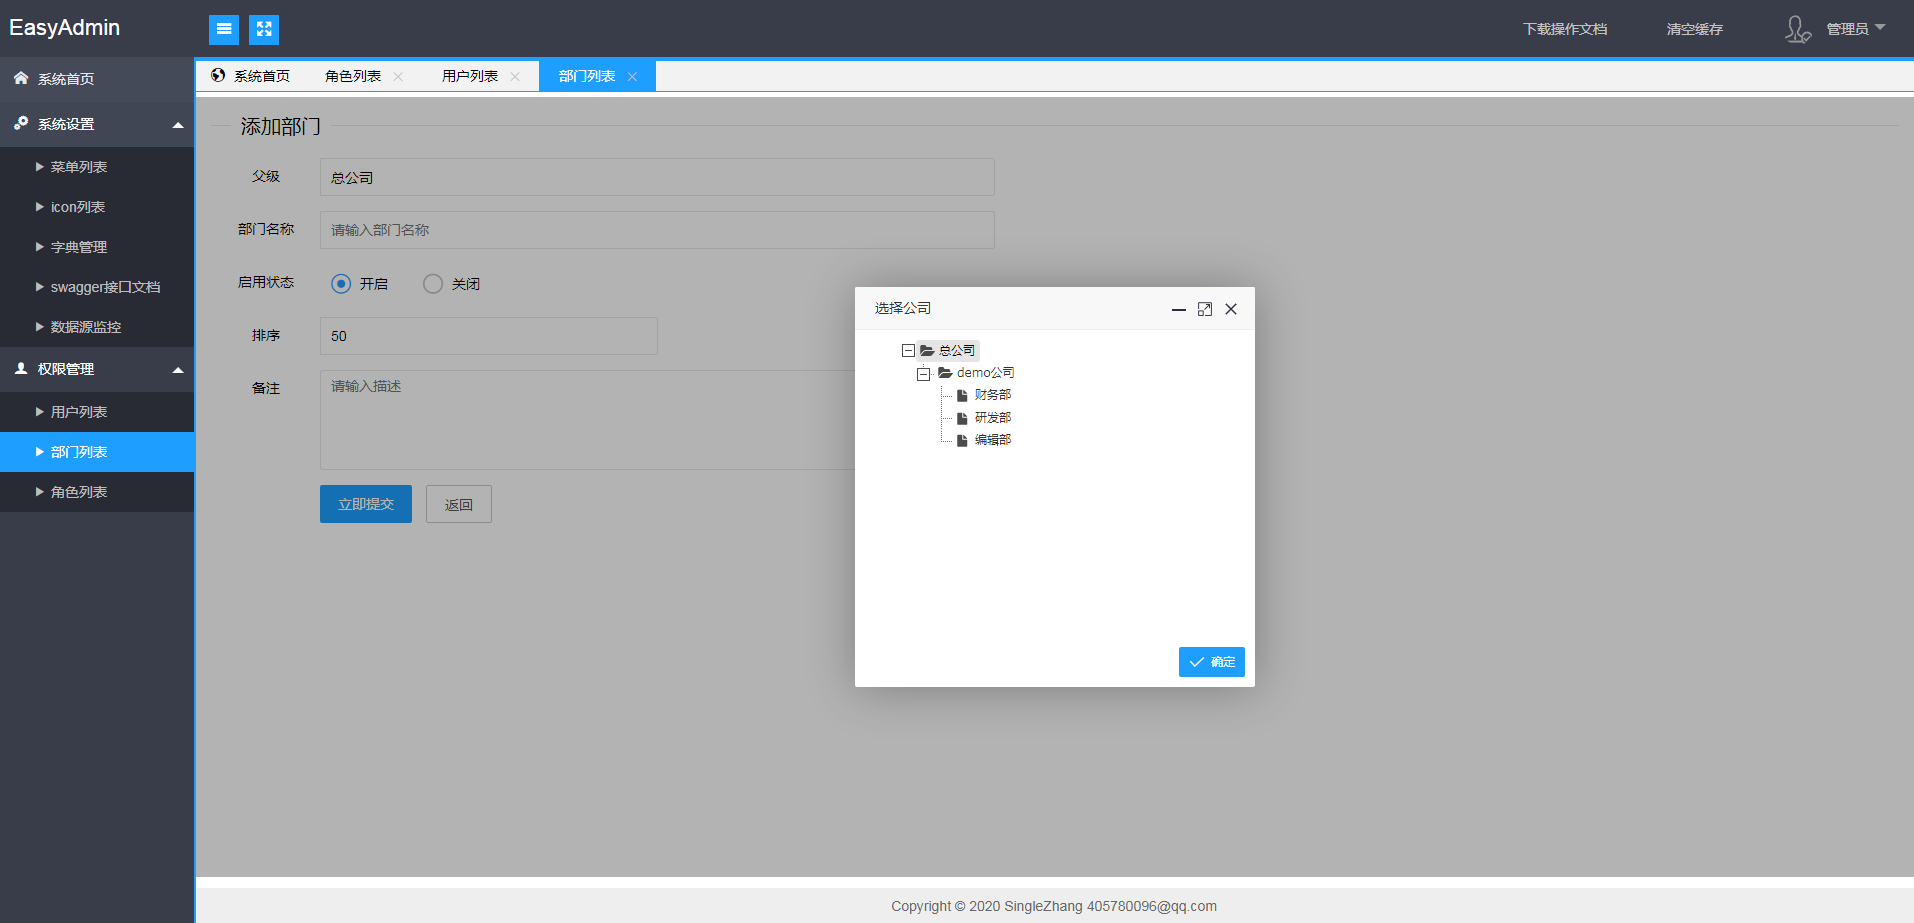 EasyAdmin
下载操作文档
清空缓存
管理员
系统首页
系统设置
菜单列表
icon列表
字典管理
swagger接口文档
数据源监控
权限管理
用户列表
部门列表
角色列表
系统首页
角色列表
用户列表
部门列表
添加部门
父级
总公司
部门名称
请输入部门名称
启用状态
开启
关闭
排序
50
备注
请输入描述
立即提交
返回
选择公司
总公司
demo公司
财务部
研发部
编辑部
确定
Copyright © 2020 SingleZhang 405780096@qq.com